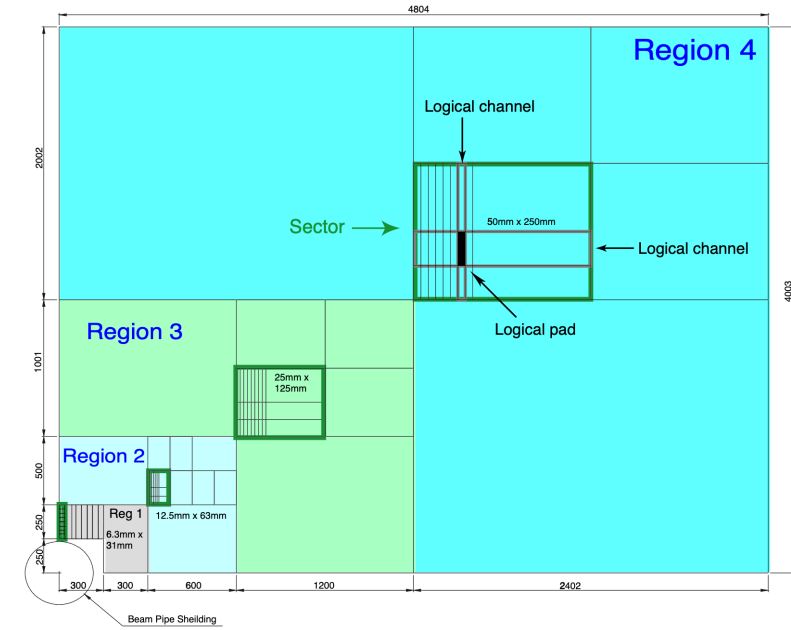 4804
Region 4
Logical channel
2002
50mm x 250mm
Sector
Logical channel
4003
Logical pad
Region 3
1001
25mm x
125mm
Region 2
500
Reg 1
12.5mm x 63mm
250
6.3mm x
31mm
250
300
300
600
1200
2402
Beam Pipe Sheilding